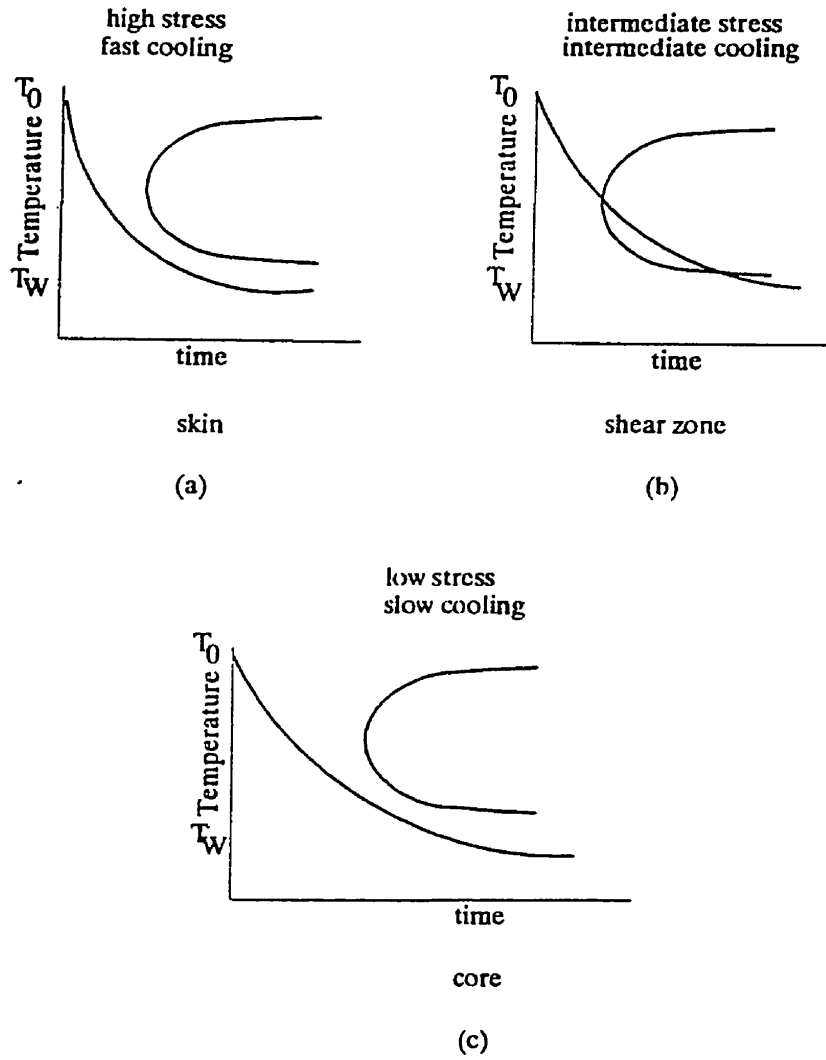 high stress
fast cooling
T0
Temperature
TW
time
skin
(a)
intermediate stress
intermediate cooling
T0
Temperature
TW
time
shear zone
(b)
low stress
slow cooling
T0
Temperature
TW
time
core
(c)